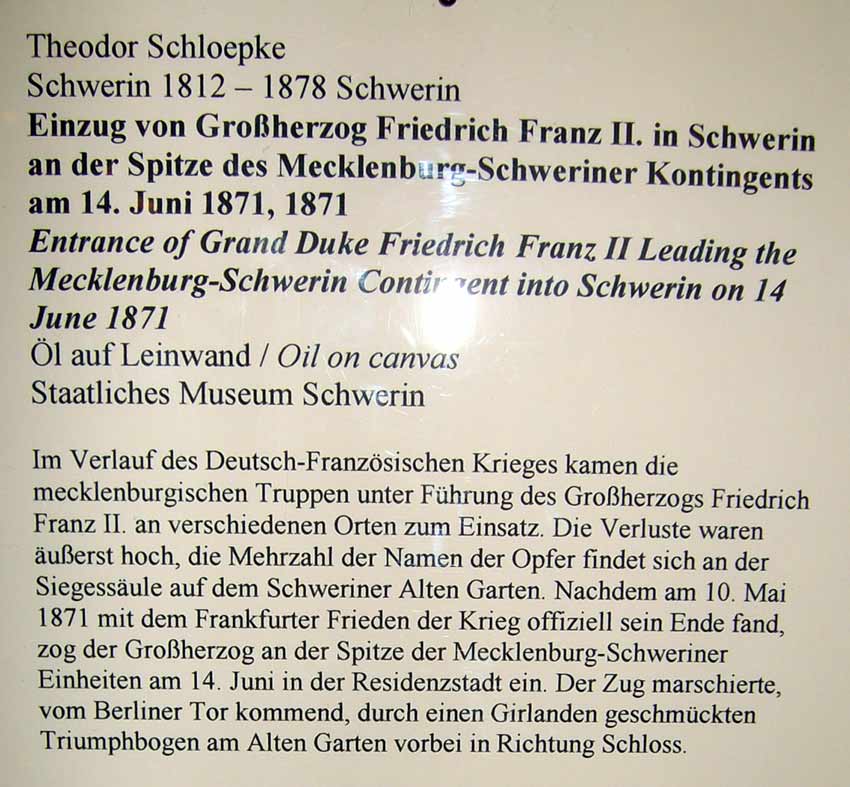 Theodor Schloepke
Schwerin 1812 – 1878 Schwerin
Einzug von Großherzog Friedrich Franz II. in Schwerin
an der Spitze des Mecklenburg-Schweriner Kontingents
am 14. Juni 1871, 1871
Entrance of Grand Duke Friedrich Franz II Leading the
Mecklenburg-Schwerin Contingent into Schwerin on 14
June 1871
Öl auf Leinwand / Oil on canvas
Staatliches Museum Schwerin
Im Verlauf des Deutsch-Französischen Krieges kamen die
mecklenburgischen Truppen unter Führung des Großherzogs Friedrich
Franz II. an verschiedenen Orten zum Einsatz. Die Verluste waren
äußerst hoch, die Mehrzahl der Namen der Opfer findet sich an der
Siegessäule auf dem Schweriner Alten Garten. Nachdem am 10. Mai
1871 mit dem Frankfurter Frieden der Krieg offiziell sein Ende fand,
zog der Großherzog an der Spitze der Mecklenburg-Schweriner
Einheiten am 14. Juni in der Residenzstadt ein. Der Zug marschierte,
vom Berliner Tor kommend, durch einen Girlanden geschmückten
Triumphbogen am Alten Garten vorbei in Richtung Schloss.